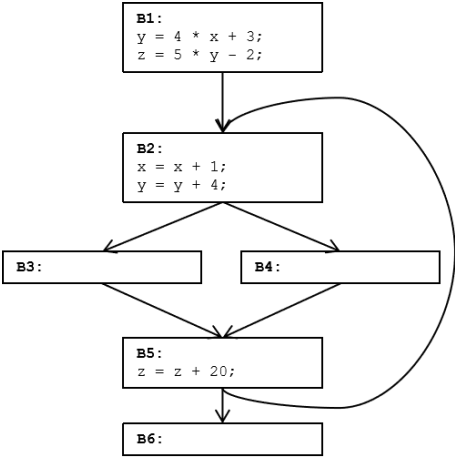 B1:
y = 4 * x + 3;
z = 5 * y - 2;
B2:
x = x + 1;
y = y + 4;
B3:
B4:
B5:
z = z + 20;
B6: